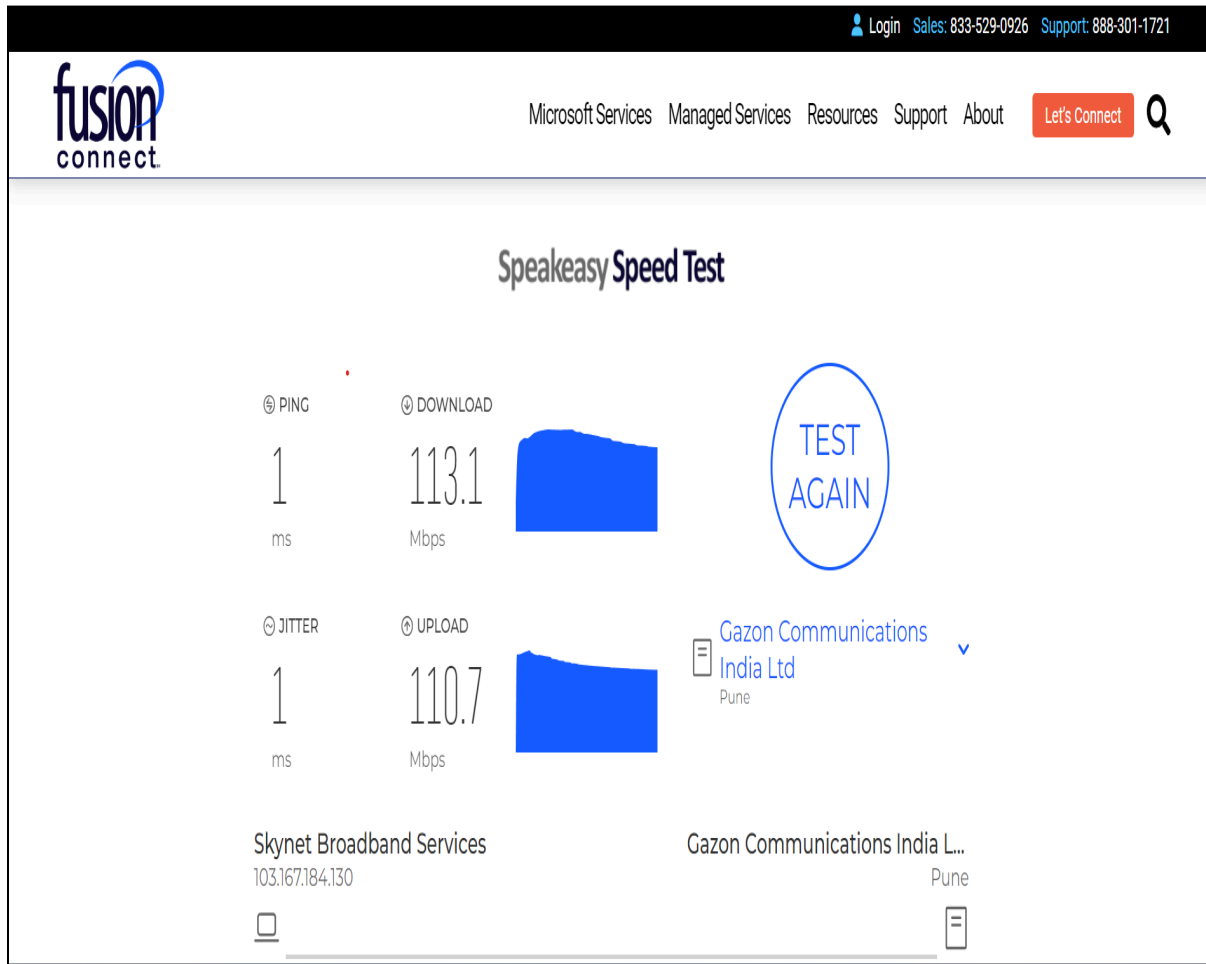 Login Sales: 833-529-0926 Support: 888-301-1721
fusion
connect
Microsoft Services Managed Services Resources Support About Let's Connect
Speakeasy Speed Test
PING
1
ms
DOWNLOAD
113.1
Mbps
TEST
AGAIN
JITTER
1
ms
UPLOAD
110.7
Mbps
Gazon Communications
India Ltd
Pune
Skynet Broadband Services
103.167.184.130
Gazon Communications India L...
Pune